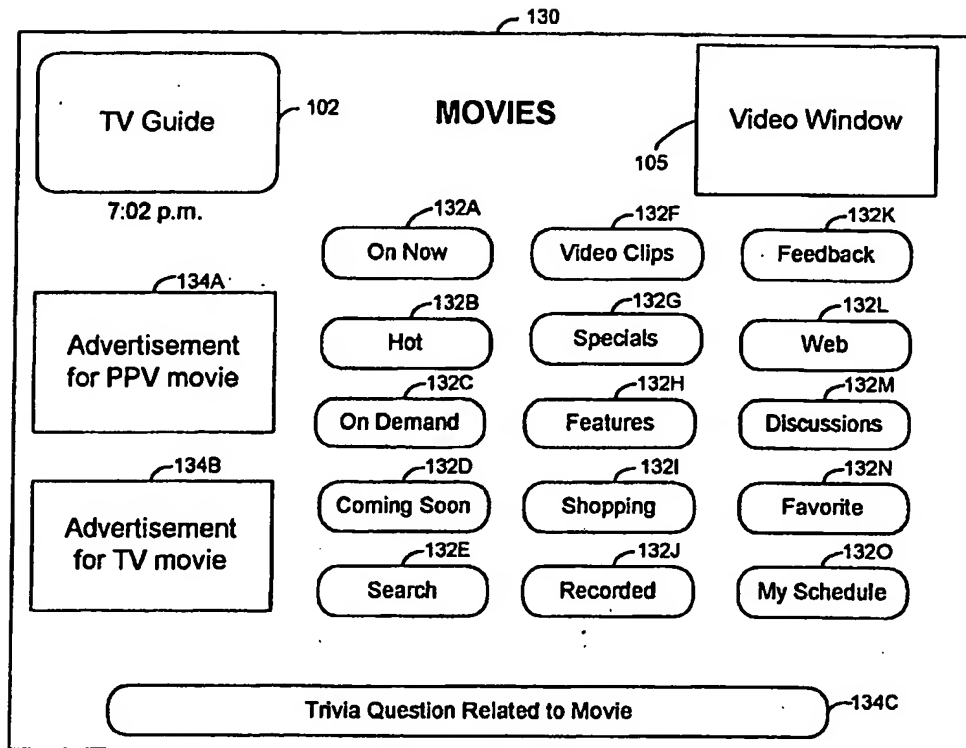 130
TV Guide
102
MOVIES
Video Window
105
7:02 p.m.
132A
On Now
132F
Video Clips
132K
Feedback
134A
Advertisement
for PPV movie
132B
Hot
132G
Specials
132L
Web
132C
On Demand
132H
Features
132M
Discussions
134B
Advertisement
for TV movie
132D
Coming Soon
132I
Shopping
132N
Favorite
132E
Search
132J
Recorded
132O
My Schedule
Trivia Question Related to Movie
134C